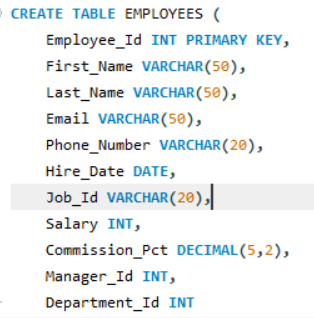 CREATE TABLE EMPLOYEES (
Employee_Id INT PRIMARY KEY,
First_Name VARCHAR(50),
Last_Name VARCHAR(50),
Email VARCHAR(50),
Phone_Number VARCHAR(20),
Hire_Date DATE,
Job_Id VARCHAR(20),
Salary INT,
Commission_Pct DECIMAL(5,2),
Manager_Id INT,
Department_Id INT